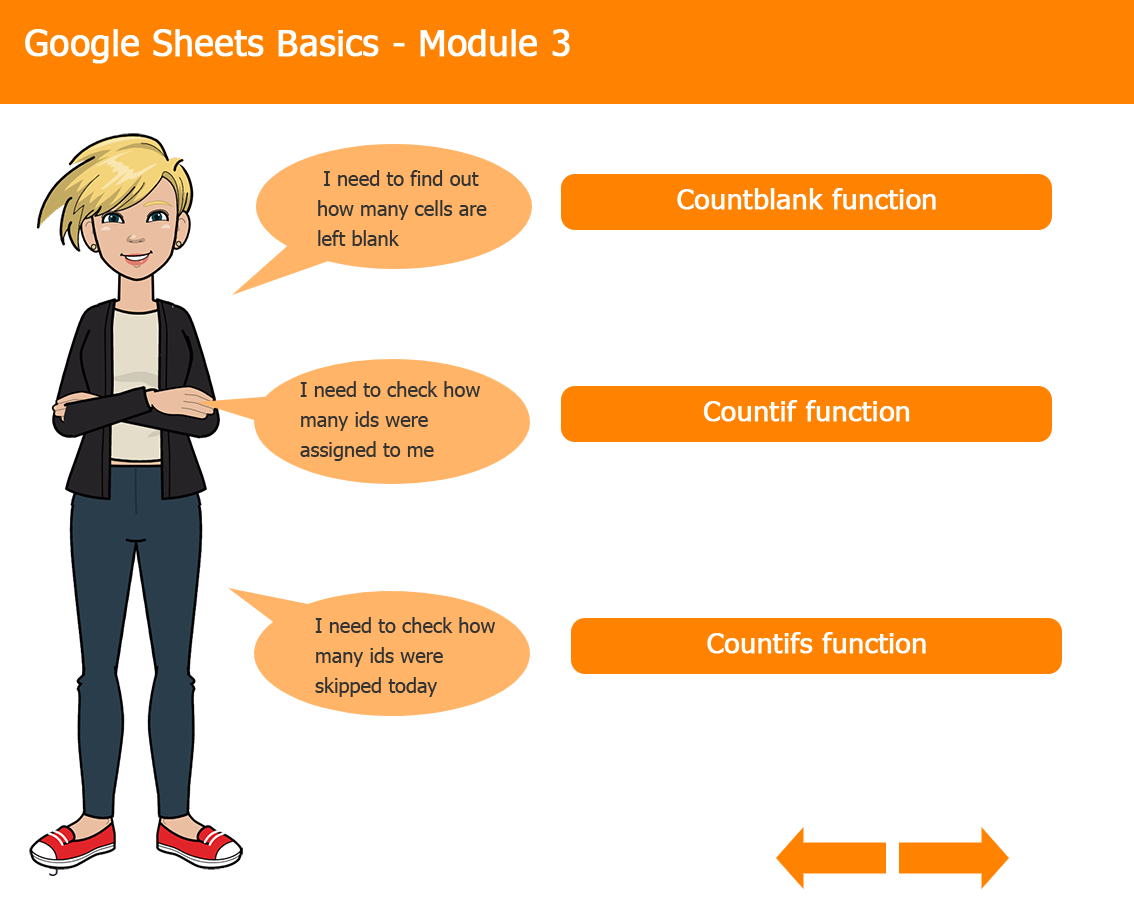 Google Sheets Basics - Module 3
I need to find out
how many cells are
left blank
Countblank function
I need to check how
many ids were
assigned to me
Countif function
I need to check how
many ids were
skipped today
Countifs function